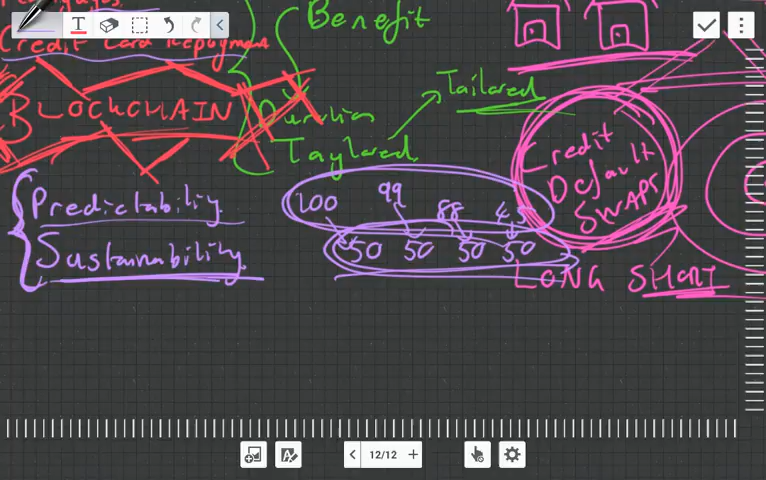 Benefit
Credit Card Repayment
BLOCKCHAIN
Duration
Taylored
Tailored
Credit
Default
SWAPS
LONG SHORT
Predictability
Sustainability
100 99 88 45
50 50 50 50
T
12/12